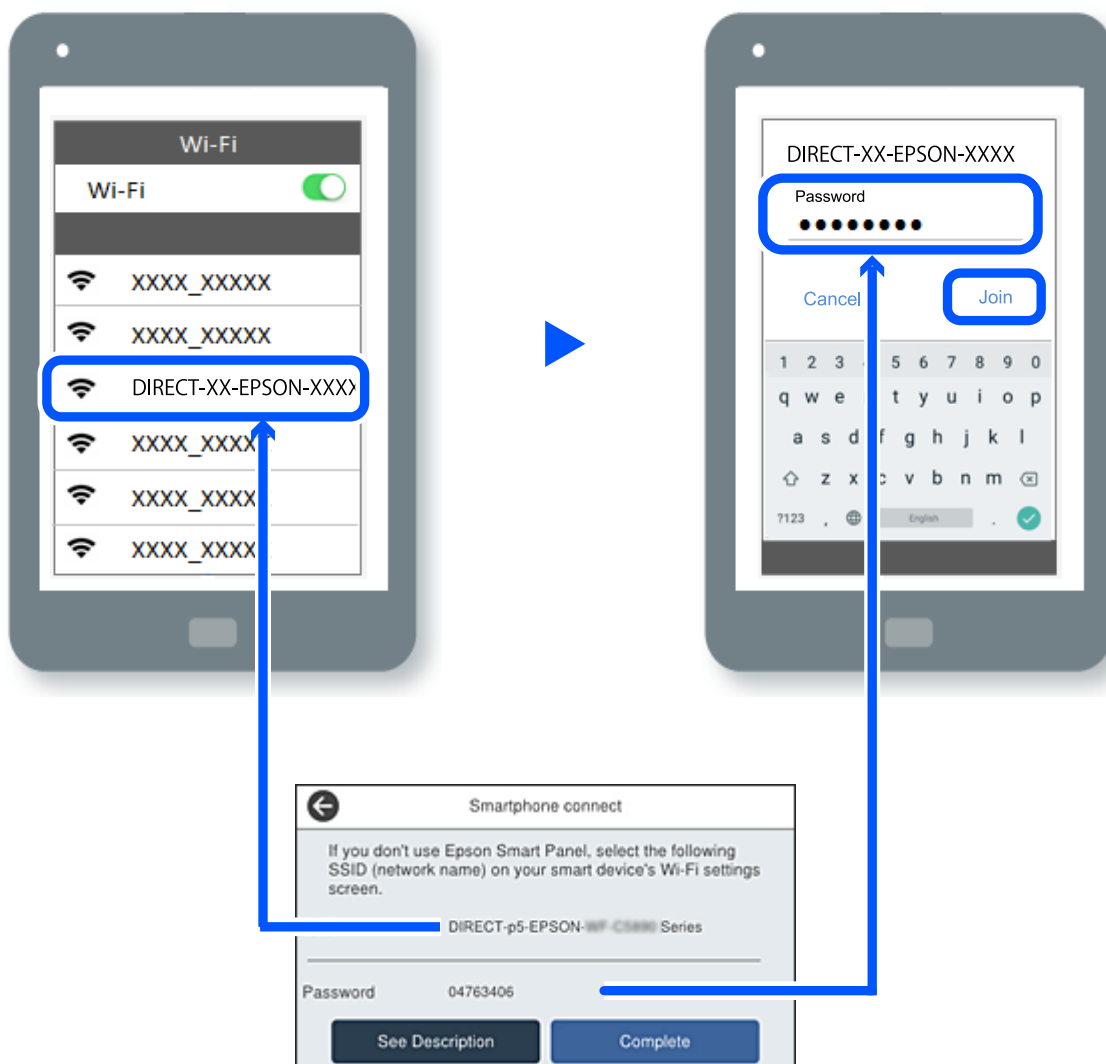 Wi-Fi
Wi-Fi
XXXX_XXXXX
XXXX_XXXXX
DIRECT-XX-EPSON-XXXX
XXXX_XXXX
XXXX_XXXX
XXXX_XXXX
DIRECT-XX-EPSON-XXXX
Password
●●●●●●●●
Cancel Join
1 2 3 5 6 7 8 9 0
q w e t y u i o p
a s d f g h j k l
z x c v b n m
?123 , English .
Smartphone connect
If you don't use Epson Smart Panel, select the following
SSID (network name) on your smart device's Wi-Fi settings
screen.
DIRECT-p5-EPSON- Series
Password 04763406
See Description Complete